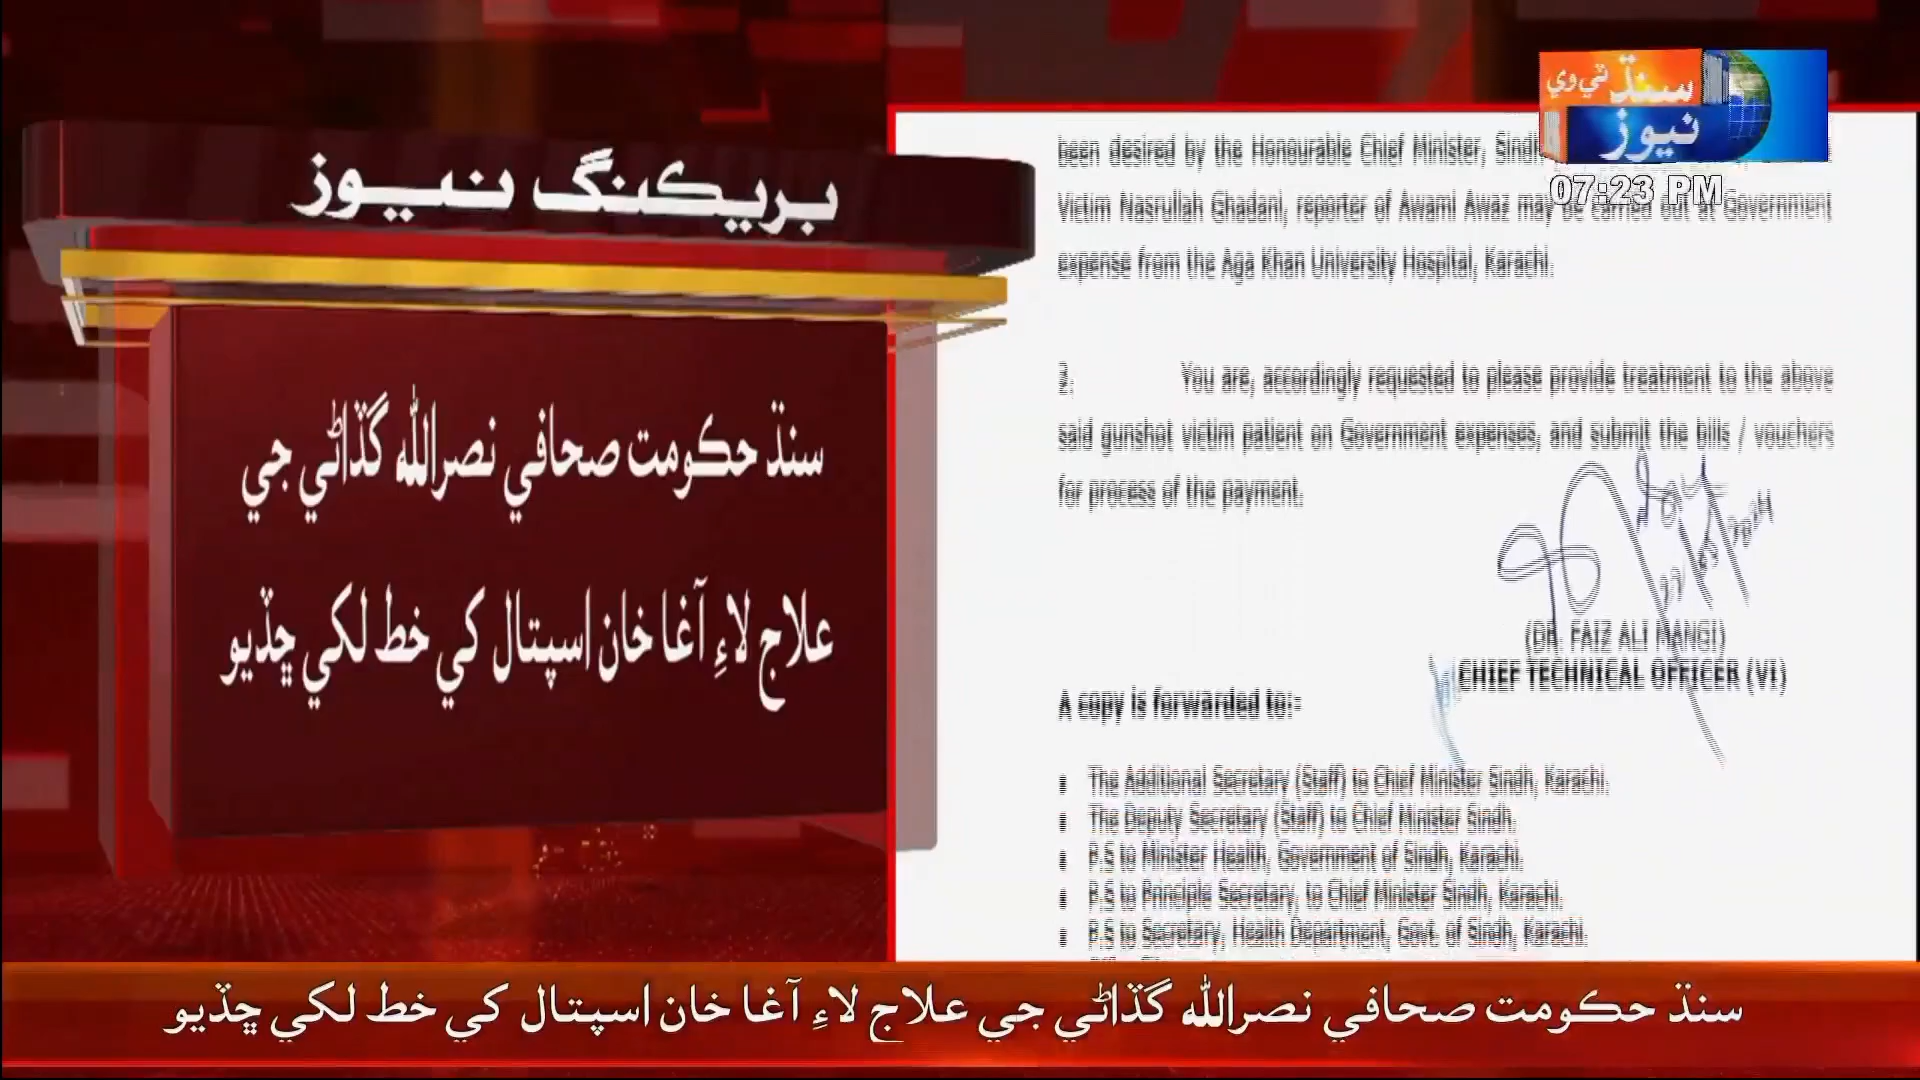 بريڪنگ نيوز
سنڌ حڪومت صحافي نصرالله گڏاڻي جي
علاج لاءِ آغا خان اسپتال کي خط لکي ڇڏيو
سنڌ ٽي وي
نيوز
07:23 PM
been desired by the Honourable Chief Minister, Sindh
Victim Nasrullah Ghadani, reporter of Awami Awaz may be carried out at Government
expense from the Aga Khan University Hospital, Karachi.
2. You are, accordingly requested to please provide treatment to the above
said gunshot victim patient on Government expenses, and submit the bills / vouchers
for process of the payment.
(DR. FAIZ ALI MANGI)
CHIEF TECHNICAL OFFICER (VI)
A copy is forwarded to:-
The Additional Secretary (Staff) to Chief Minister Sindh, Karachi.
The Deputy Secretary (Staff) to Chief Minister Sindh.
P.S to Minister Health, Government of Sindh, Karachi.
P.S to Principle Secretary, to Chief Minister Sindh, Karachi.
P.S to Secretary, Health Department, Govt. of Sindh, Karachi.
سنڌ حڪومت صحافي نصرالله گڏاڻي جي علاج لاءِ آغا خان اسپتال کي خط لکي ڇڏيو